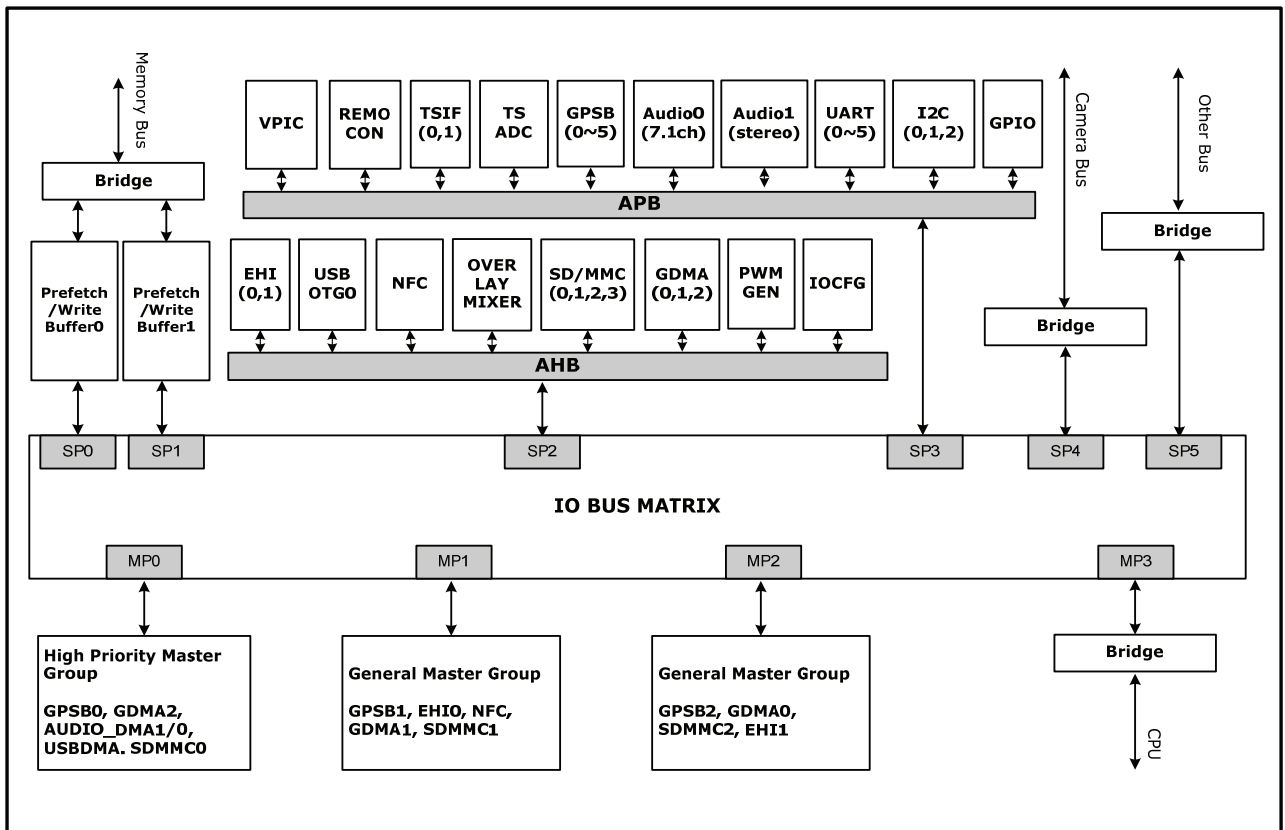 Memory Bus
Bridge
Prefetch
/Write
Buffer0
Prefetch
/Write
Buffer1
VPIC
REMO
CON
TSIF
(0,1)
TS
ADC
GPSB
(0~5)
Audio0
(7.1ch)
Audio1
(stereo)
UART
(0~5)
I2C
(0,1,2)
GPIO
APB
EHI
(0,1)
USB
OTG0
NFC
OVER
LAY
MIXER
SD/MMC
(0,1,2,3)
GDMA
(0,1,2)
PWM
GEN
IOCFG
AHB
Camera Bus
Bridge
Other Bus
Bridge
SP0
SP1
SP2
SP3
SP4
SP5
IO BUS MATRIX
MP0
MP1
MP2
MP3
High Priority Master
Group
GPSB0, GDMA2,
AUDIO_DMA1/0,
USBDMA. SDMMC0
General Master Group
GPSB1, EHI0, NFC,
GDMA1, SDMMC1
General Master Group
GPSB2, GDMA0,
SDMMC2, EHI1
Bridge
CPU